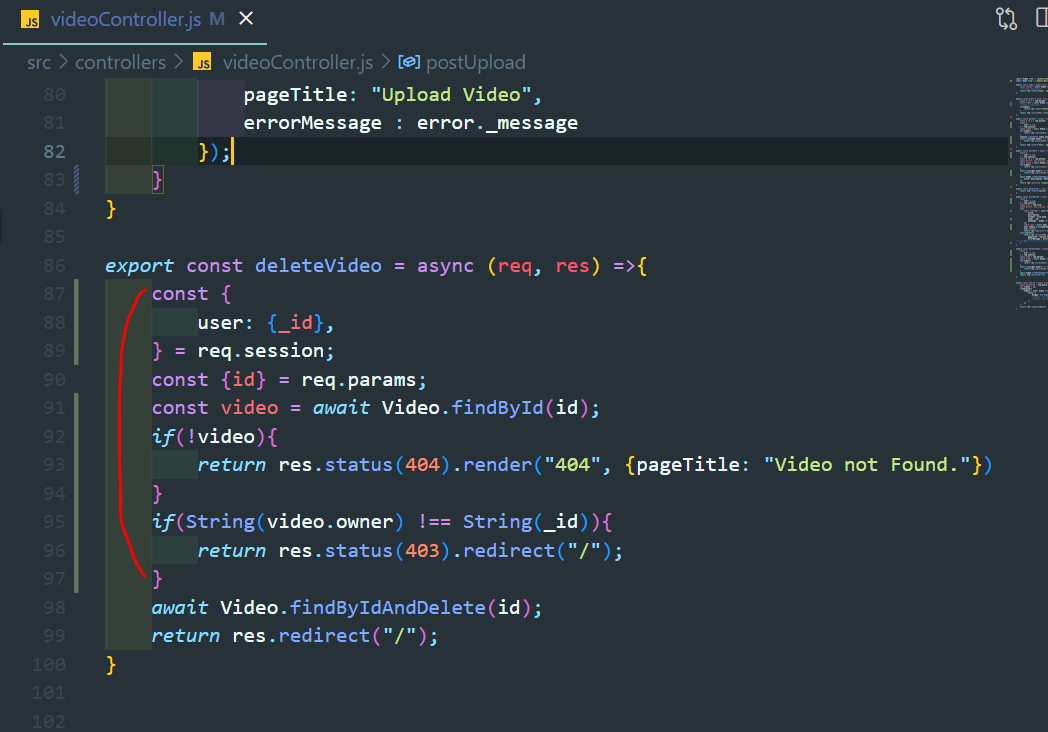 JS videoController.js M
src > controllers > JS videoController.js > postUpload
80 pageTitle: "Upload Video",
81 errorMessage : error._message
82 });
83 }
84 }
85
86 export const deleteVideo = async (req, res) =>{
87 const {
88 user: {_id},
89 } = req.session;
90 const {id} = req.params;
91 const video = await Video.findById(id);
92 if(!video){
93 return res.status(404).render("404", {pageTitle: "Video not Found."})
94 }
95 if(String(video.owner) !== String(_id)){
96 return res.status(403).redirect("/");
97 }
98 await Video.findByIdAndDelete(id);
99 return res.redirect("/");
100 }
101
102